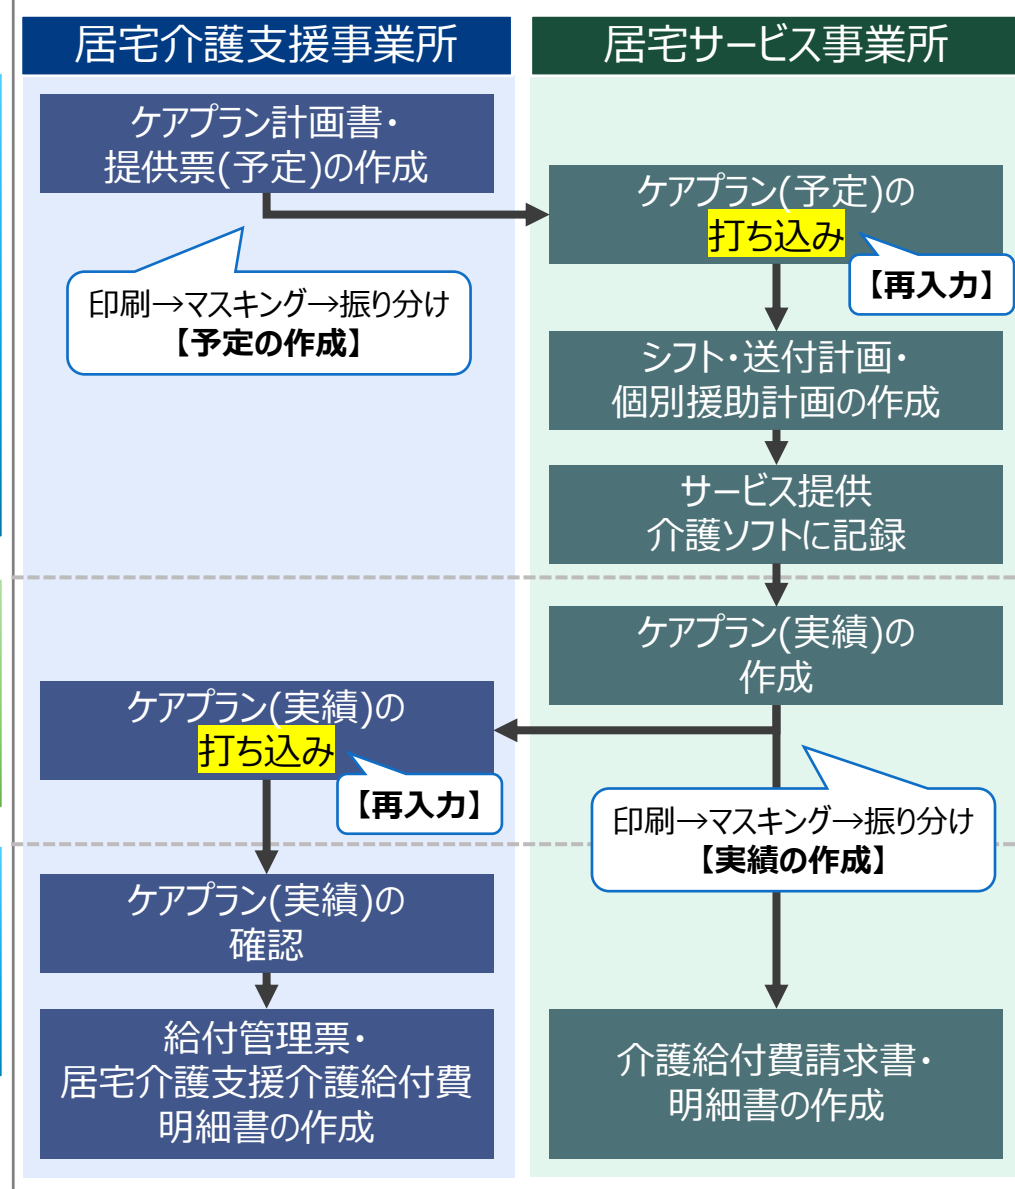 居宅介護支援事業所
居宅サービス事業所
ケアプラン計画書・
提供票(予定)の作成
ケアプラン(予定)の
打ち込み
【再入力】
印刷→マスキング→振り分け
【予定の作成】
シフト・送付計画・
個別援助計画の作成
サービス提供
介護ソフトに記録
ケアプラン(実績)の
作成
ケアプラン(実績)の
打ち込み
【再入力】
印刷→マスキング→振り分け
【実績の作成】
ケアプラン(実績)の
確認
給付管理票・
居宅介護支援介護給付費
明細書の作成
介護給付費請求書・
明細書の作成